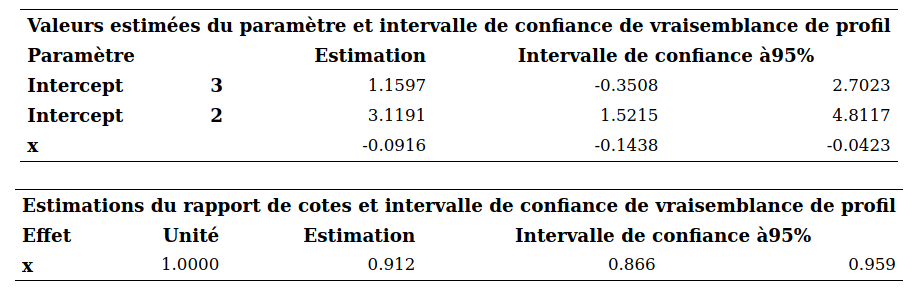 Valeurs estimées du paramètre et intervalle de confiance de vraisemblance de profil
Paramètre Estimation Intervalle de confiance à95%
Intercept 3 1.1597 -0.3508 2.7023
Intercept 2 3.1191 1.5215 4.8117
x -0.0916 -0.1438 -0.0423
Estimations du rapport de cotes et intervalle de confiance de vraisemblance de profil
Effet Unité Estimation Intervalle de confiance à95%
x 1.0000 0.912 0.866 0.959